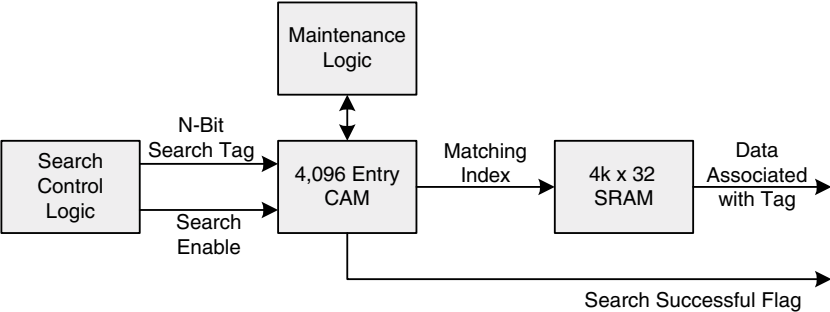 Maintenance
Logic
N-Bit
Search Tag
Search
Control
Logic
Search
Enable
4,096 Entry
CAM
Matching
Index
4k x 32
SRAM
Data
Associated
with Tag
Search Successful Flag